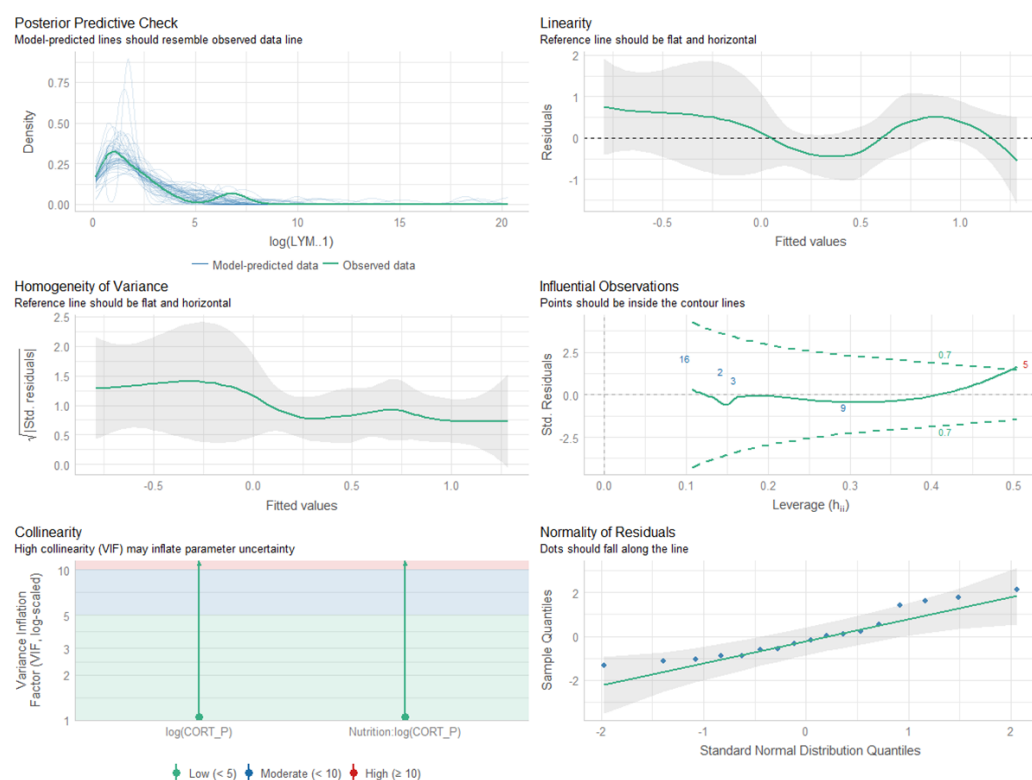 Posterior Predictive Check
Model-predicted lines should resemble observed data line
Density
0.75
0.50
0.25
0.00
0
5
10
15
20
log(LYM..1)
Model-predicted data
Observed data
Linearity
Reference line should be flat and horizontal
Residuals
2
1
0
-1
-0.5
0.0
0.5
1.0
Fitted values
Homogeneity of Variance
Reference line should be flat and horizontal
√|Std. residuals|
2.5
2.0
1.5
1.0
0.5
0.0
-0.5
0.0
0.5
1.0
Fitted values
Influential Observations
Points should be inside the contour lines
Std. Residuals
2.5
0.0
-2.5
16
2
3
9
5
0.7
0.7
0.0
0.1
0.2
0.3
0.4
0.5
Leverage (hii)
Collinearity
High collinearity (VIF) may inflate parameter uncertainty
Variance Inflation
Factor (VIF, log-scaled)
10
5
3
2
1
log(CORT_P)
Nutrition:log(CORT_P)
Low (< 5)
Moderate (< 10)
High (≥ 10)
Normality of Residuals
Dots should fall along the line
Sample Quantiles
2
0
-2
-2
-1
0
1
2
Standard Normal Distribution Quantiles